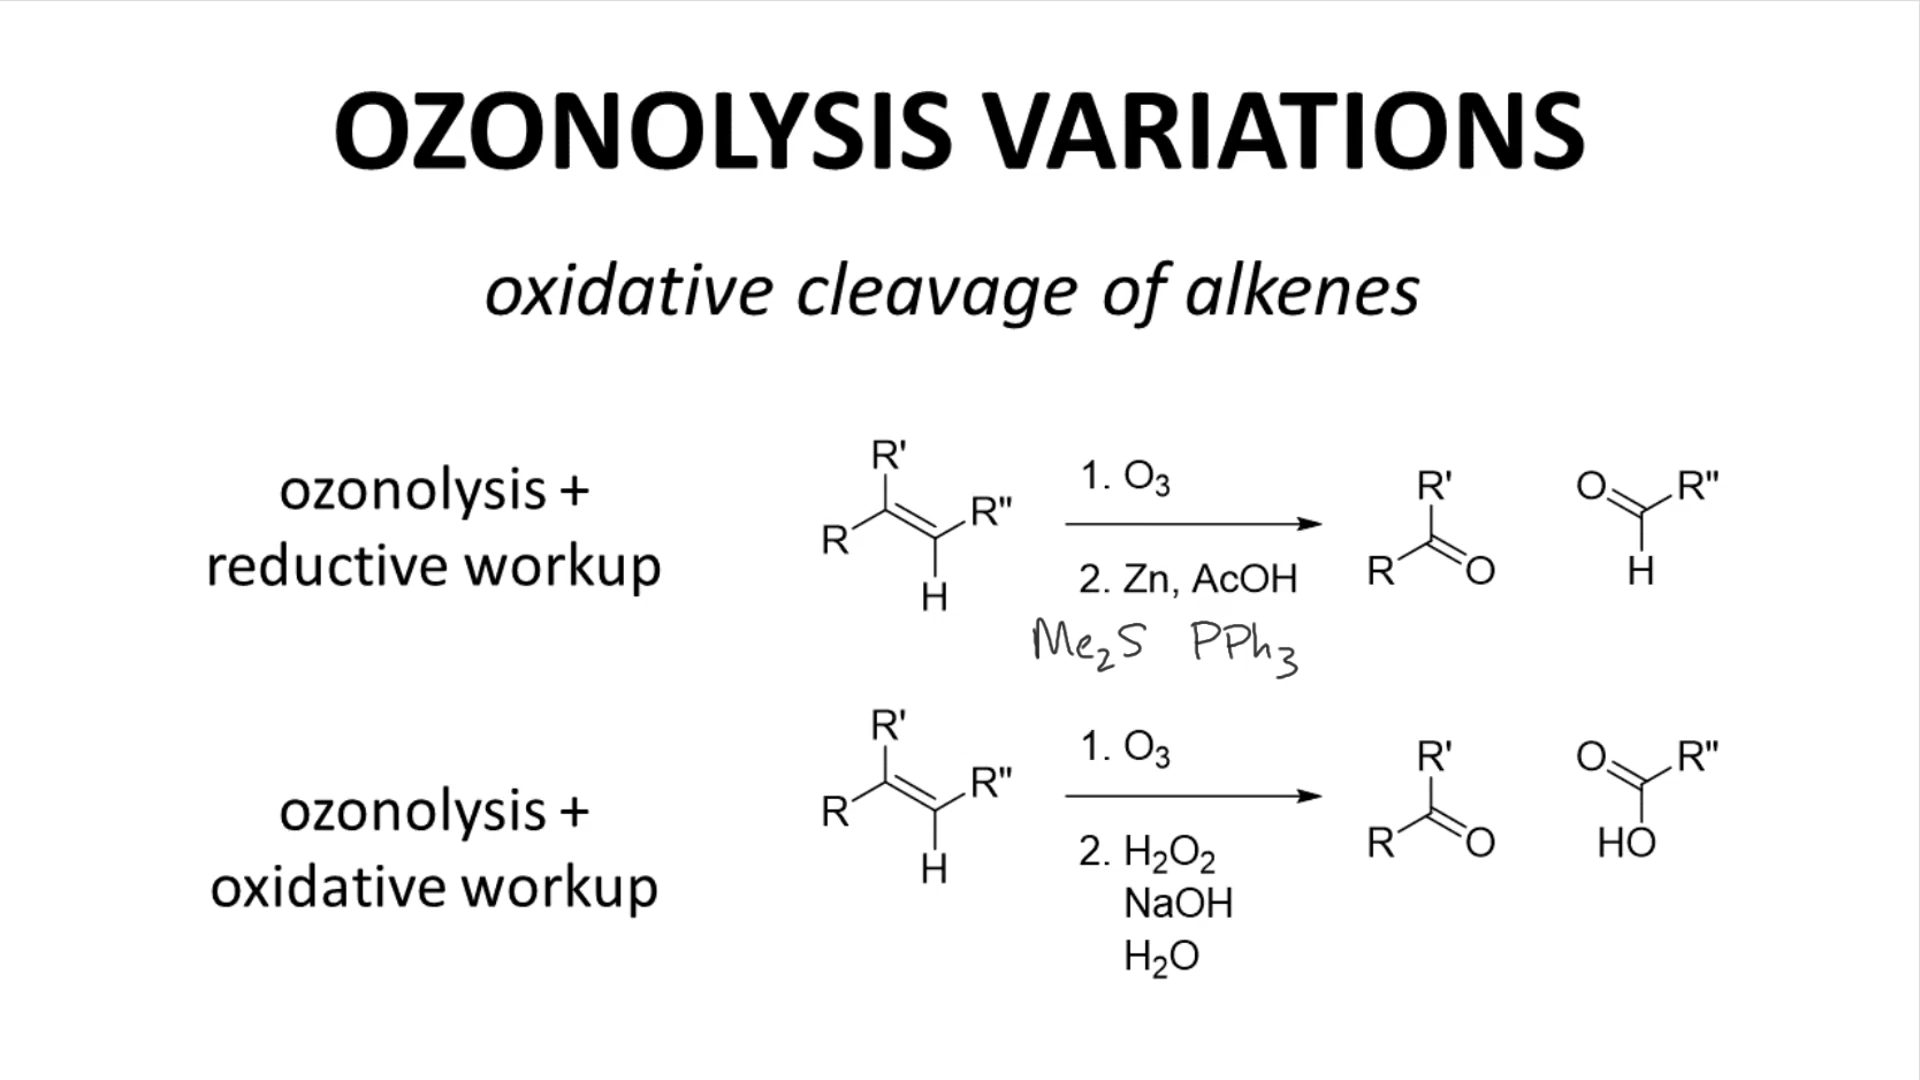 OZONOLYSIS VARIATIONS
oxidative cleavage of alkenes
ozonolysis +
reductive workup
R'
R
R"
H
1. O₃
2. Zn, AcOH
Me₂S PPh₃
R'
R
O
O
R"
H
ozonolysis +
oxidative workup
R'
R
R"
H
1. O₃
2. H₂O₂
NaOH
H₂O
R'
R
O
O
R"
HO